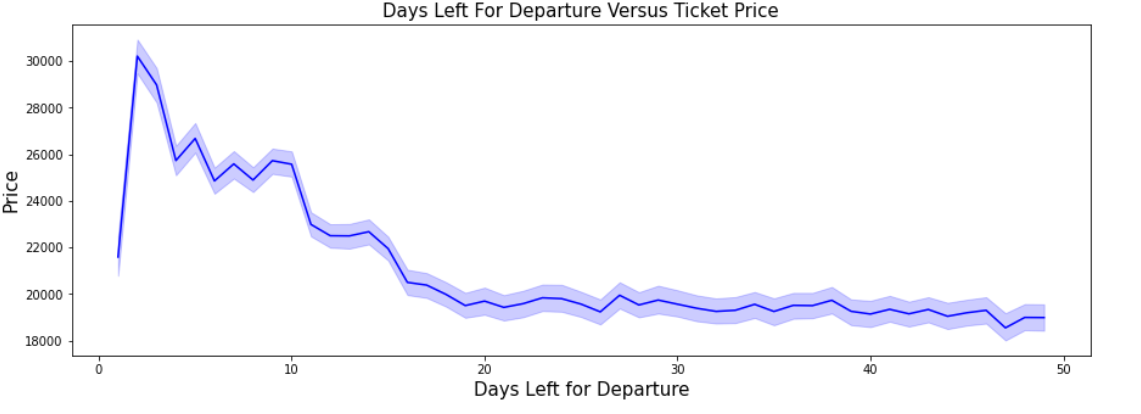 Days Left For Departure Versus Ticket Price
30000
28000
26000
24000
22000
20000
18000
Price
0 10 20 30 40 50
Days Left for Departure